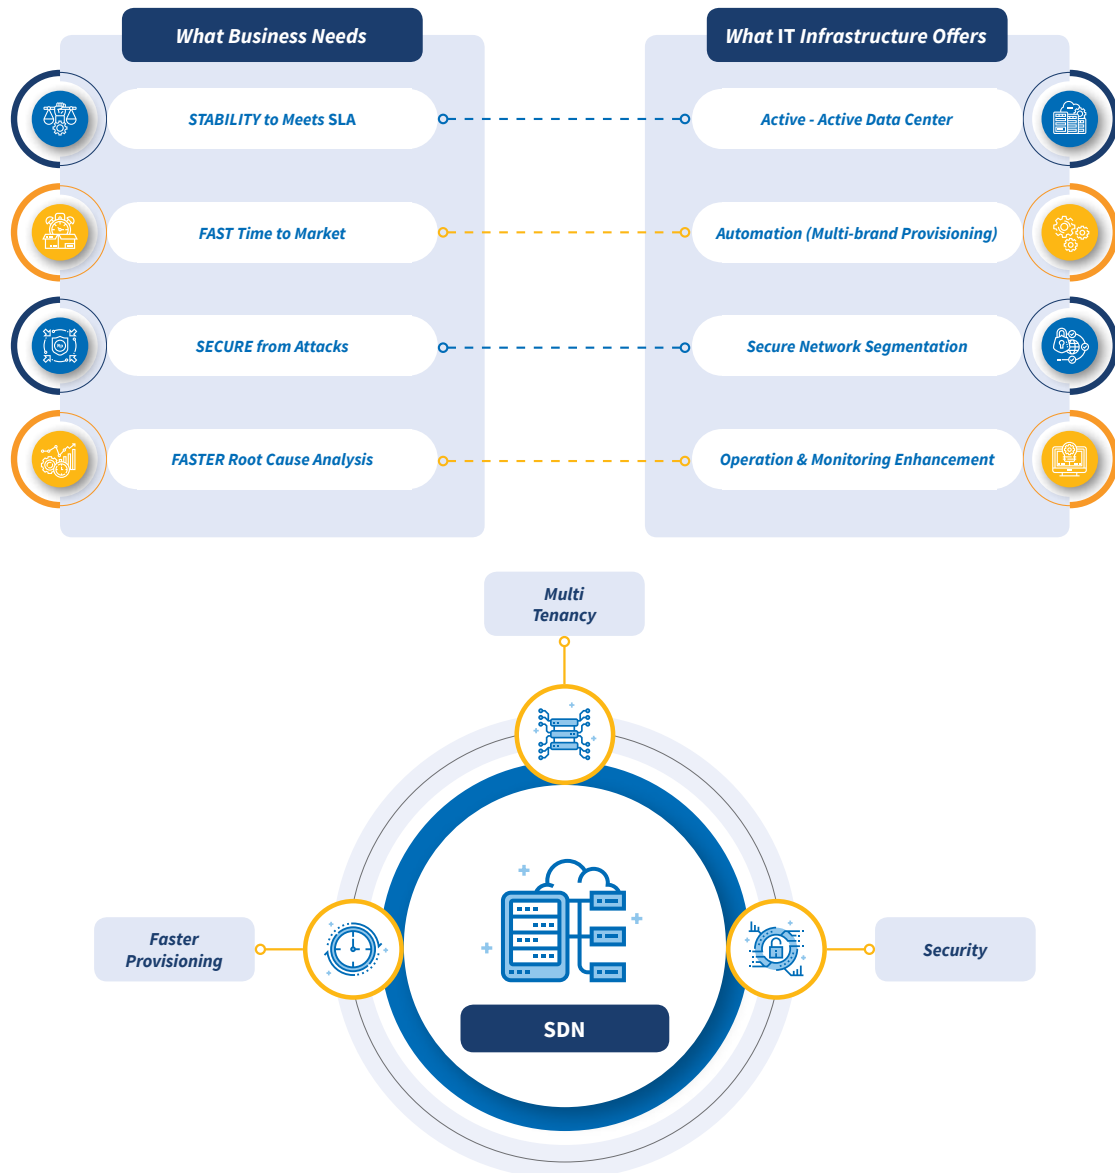 What Business Needs
What IT Infrastructure Offers
STABILITY to Meets SLA
Active - Active Data Center
FAST Time to Market
Automation (Multi-brand Provisioning)
SECURE from Attacks
Secure Network Segmentation
FASTER Root Cause Analysis
Operation & Monitoring Enhancement
Multi
Tenancy
Faster
Provisioning
Security
SDN